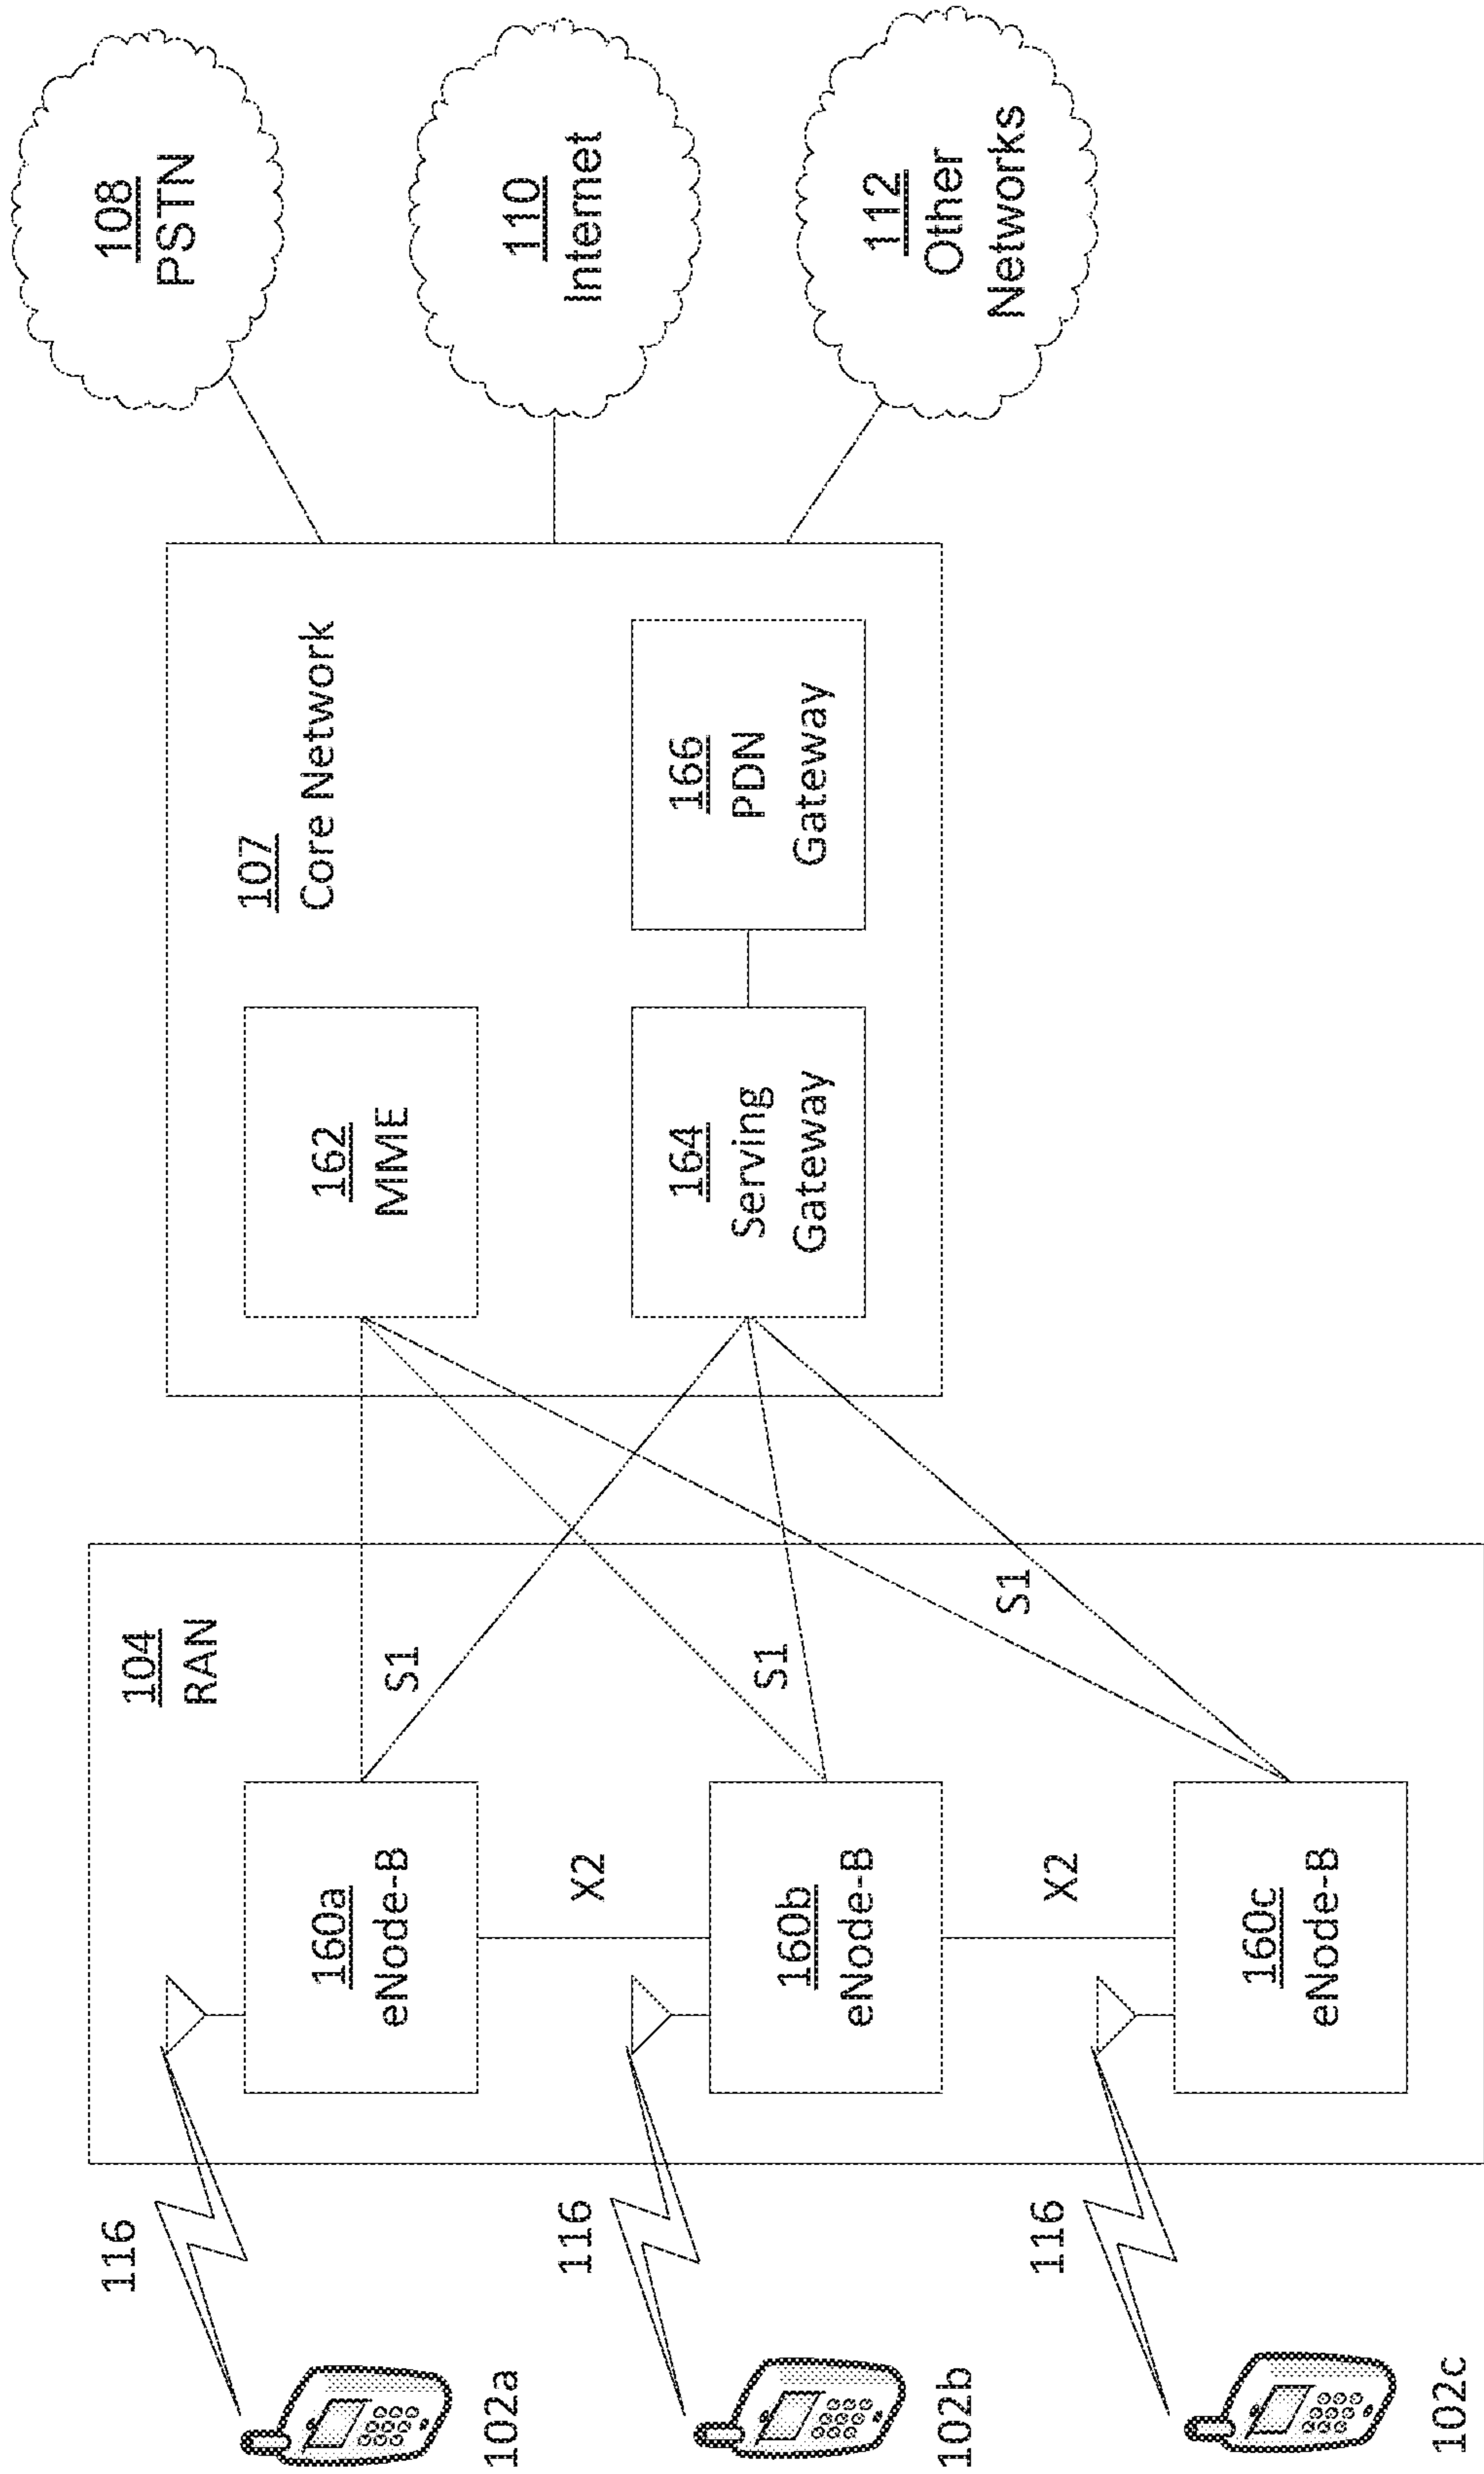 102a
102b
102c
116
116
116
104
RAN
160a
eNode-B
X2
160b
eNode-B
X2
160c
eNode-B
S1
S1
S1
107
Core Network
162
MME
164
Serving
Gateway
166
PDN
Gateway
108
PSTN
110
Internet
112
Other
Networks